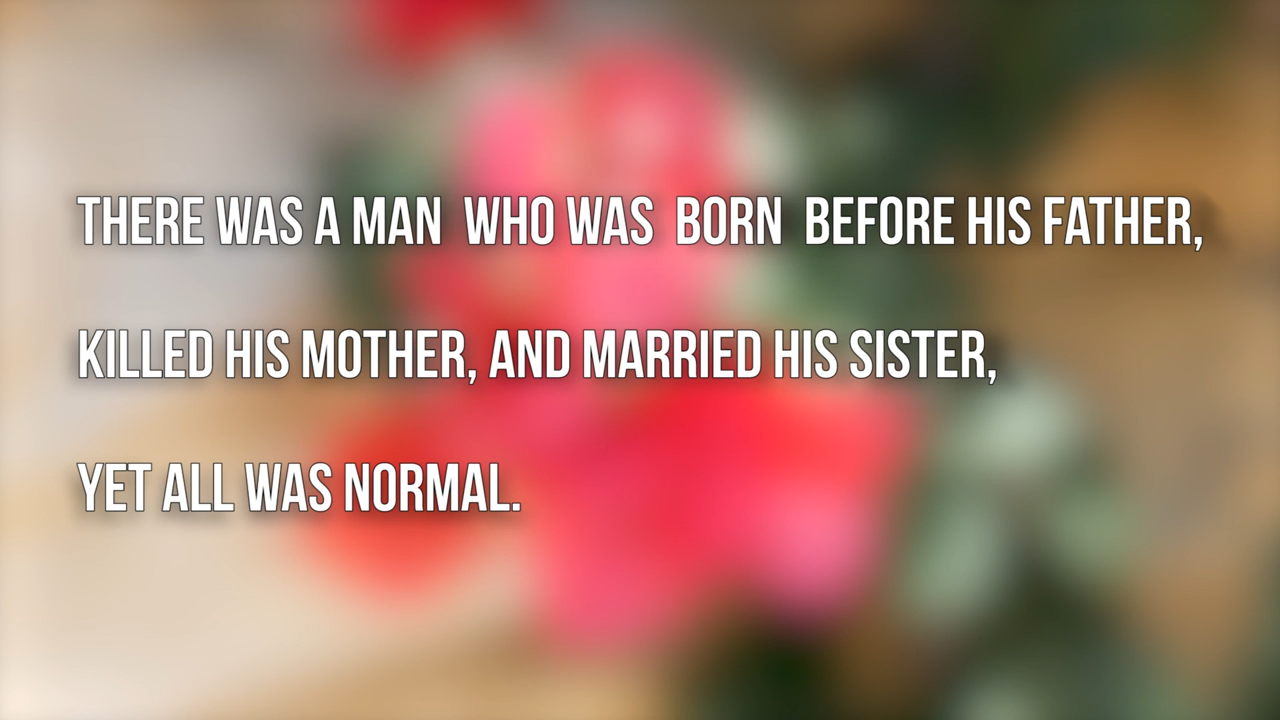 THERE WAS A MAN WHO WAS BORN BEFORE HIS FATHER,
KILLED HIS MOTHER, AND MARRIED HIS SISTER,
YET ALL WAS NORMAL.